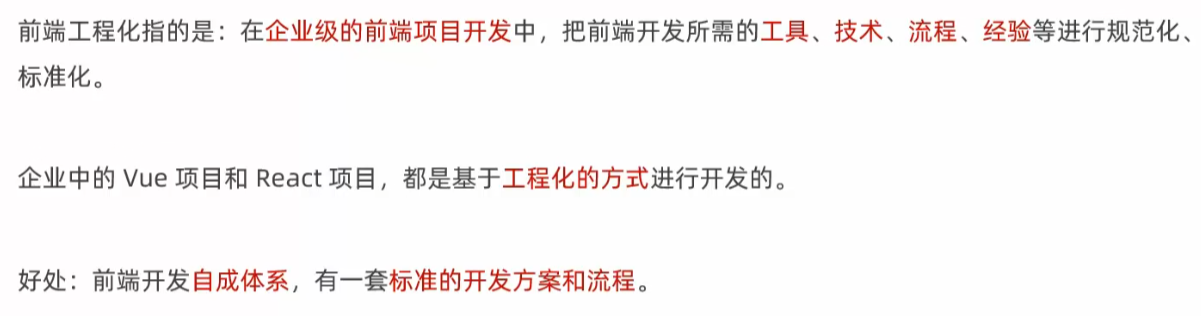 前端工程化指的是：在企业级的前端项目开发中，把前端开发所需的工具、技术、流程、经验等进行规范化、
标准化。
企业中的 Vue 项目和 React 项目，都是基于工程化的方式进行开发的。
好处：前端开发自成体系，有一套标准的开发方案和流程。